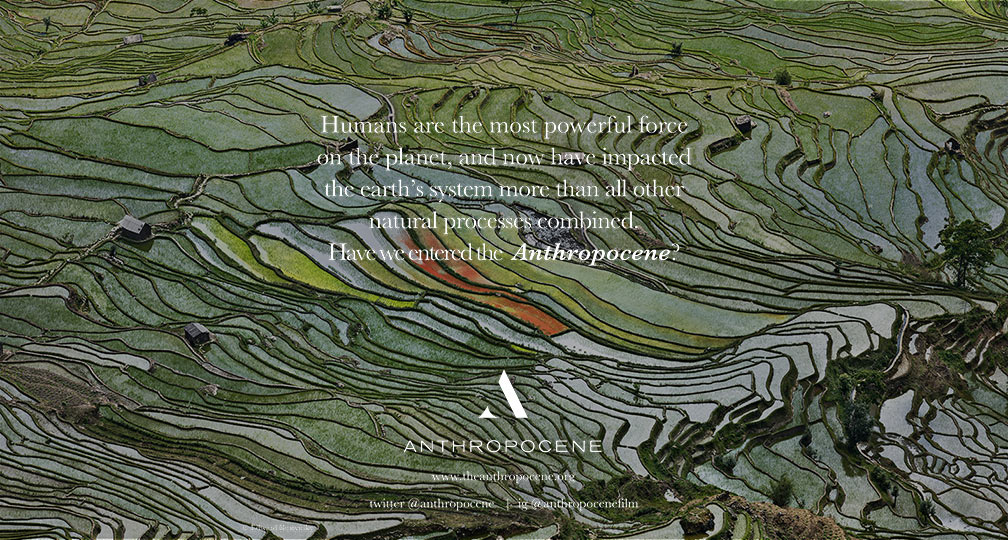 Humans are the most powerful force
on the planet, and now have impacted
the earth's system more than all other
natural processes combined.
Have we entered the Anthropocene?
ANTHROPOCENE
www.theanthropocene.org
twitter @anthropocene | ig @anthropocenefilm